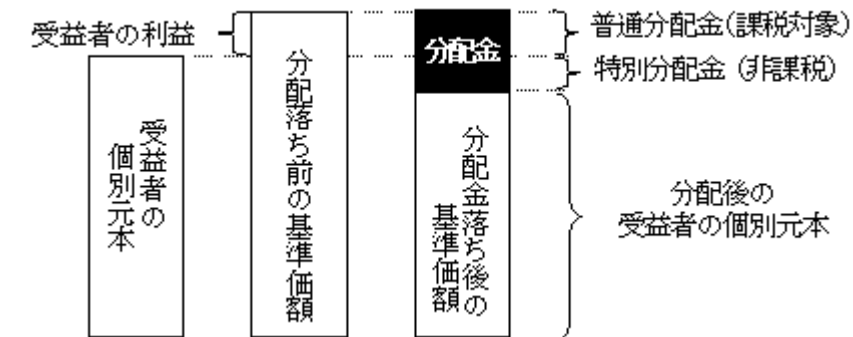 受益者の利益
受益者の
個別元本
分配落ち前の基準価額
分配金
分配金落ち後の
基準価額
普通分配金(課税対象)
特別分配金 (非課税)
分配後の
受益者の個別元本